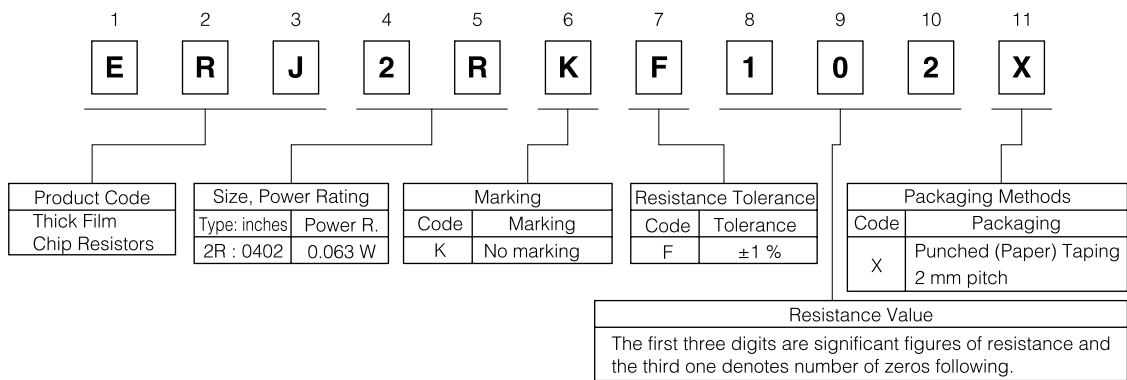 1 2 3 4 5 6 7 8 9 10 11
E R J 2 R K F 1 0 2 X
Product Code
Thick Film
Chip Resistors
Size, Power Rating
Type: inches Power R.
2R : 0402 0.063 W
Marking
Code Marking
K No marking
Resistance Tolerance
Code Tolerance
F ±1 %
Packaging Methods
Code Packaging
X Punched (Paper) Taping
2 mm pitch
Resistance Value
The first three digits are significant figures of resistance and
the third one denotes number of zeros following.